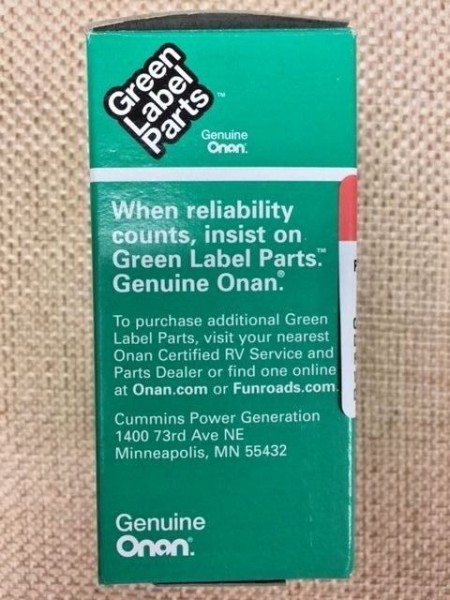 Green
Label
Parts™
Genuine
Onan.
When reliability
counts, insist on
Green Label Parts.™
Genuine Onan.®
To purchase additional Green
Label Parts, visit your nearest
Onan Certified RV Service and
Parts Dealer or find one online
at Onan.com or Funroads.com.
Cummins Power Generation
1400 73rd Ave NE
Minneapolis, MN 55432
Genuine
Onan.